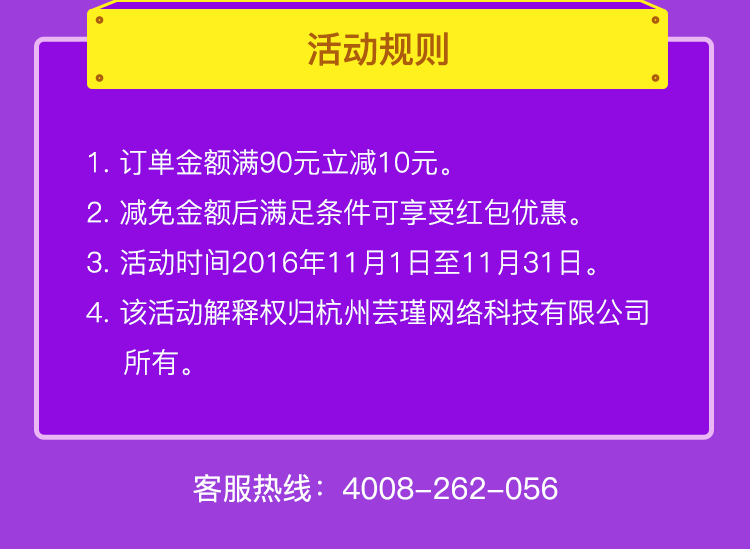 活动规则
1. 订单金额满90元立减10元。
2. 减免金额后满足条件可享受红包优惠。
3. 活动时间2016年11月1日至11月31日。
4. 该活动解释权归杭州芸瑾网络科技有限公司
所有。
客服热线：4008-262-056